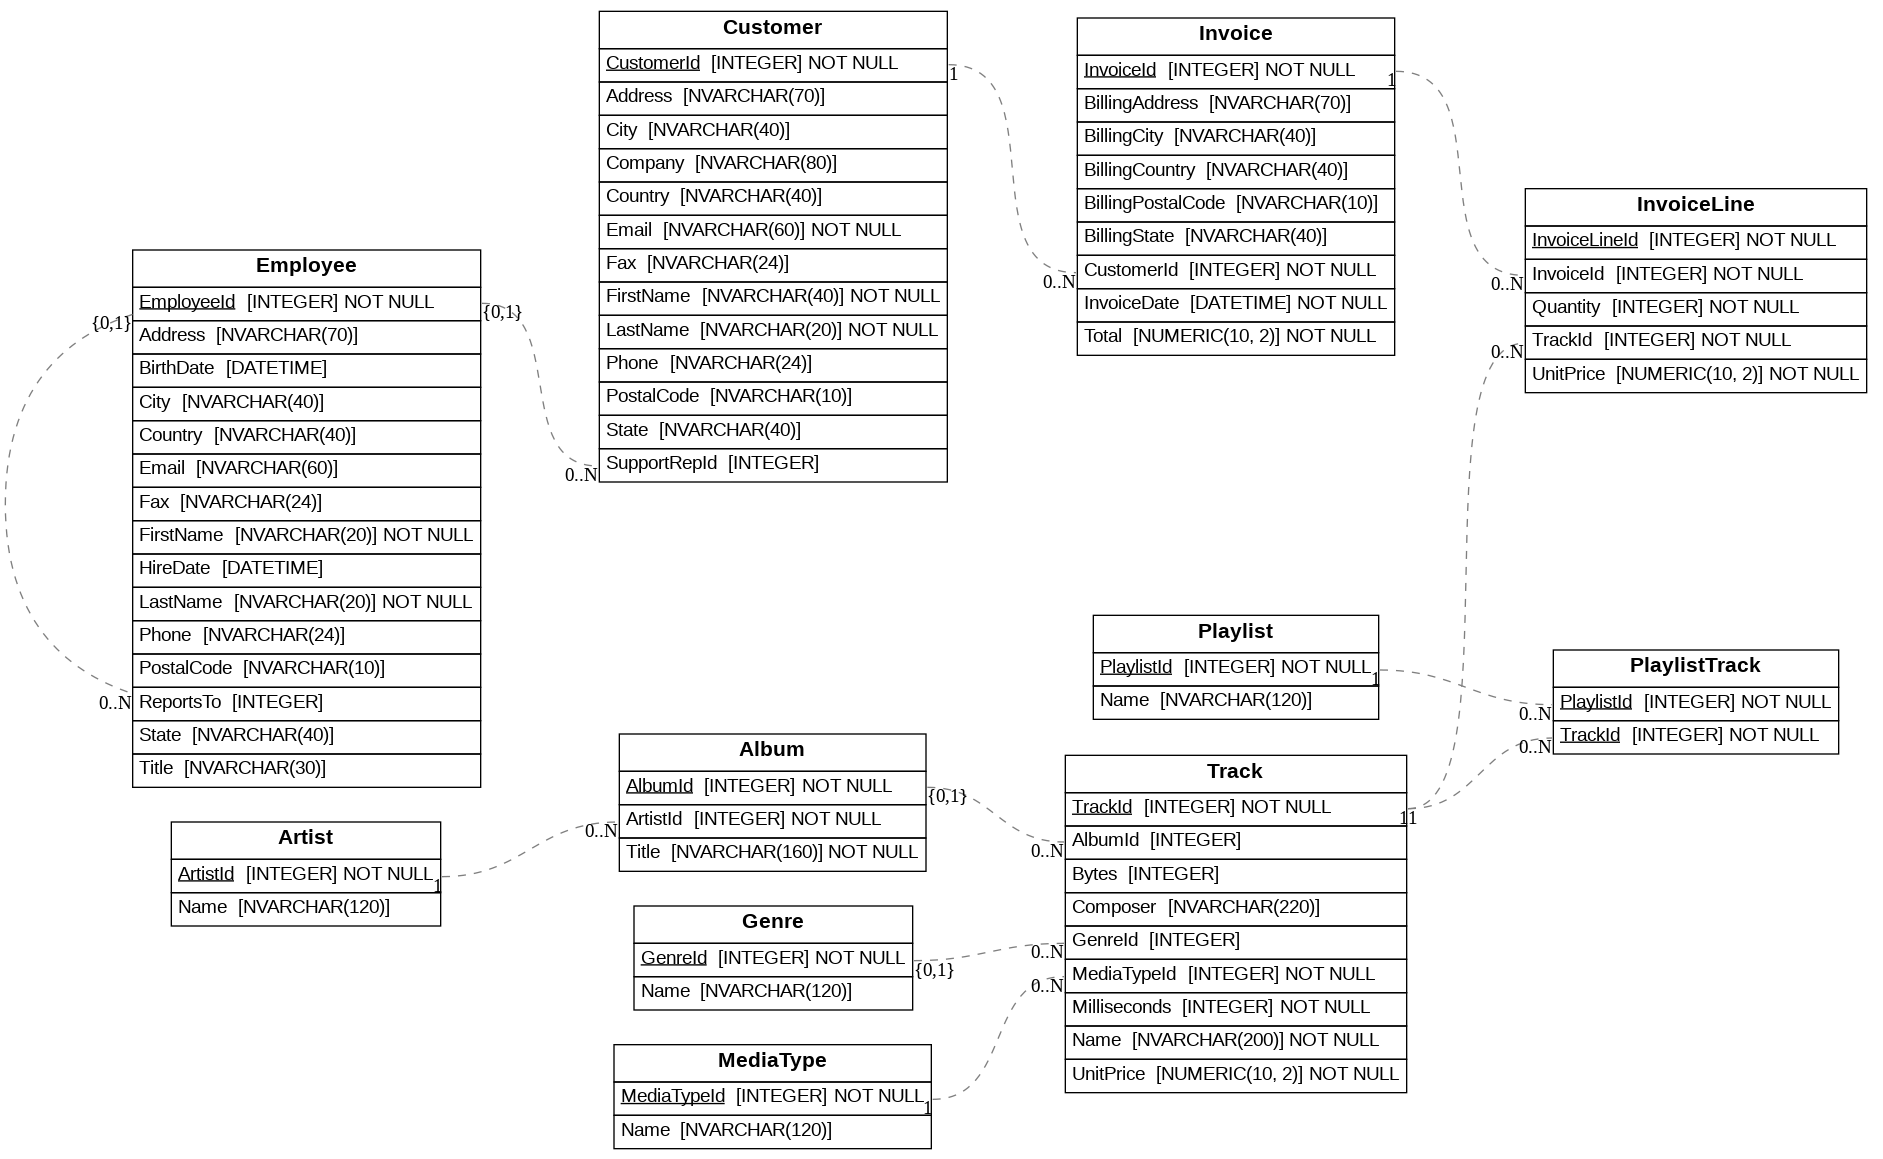 Customer
CustomerId [INTEGER] NOT NULL
Address [NVARCHAR(70)]
City [NVARCHAR(40)]
Company [NVARCHAR(80)]
Country [NVARCHAR(40)]
Email [NVARCHAR(60)] NOT NULL
Fax [NVARCHAR(24)]
FirstName [NVARCHAR(40)] NOT NULL
LastName [NVARCHAR(20)] NOT NULL
Phone [NVARCHAR(24)]
PostalCode [NVARCHAR(10)]
State [NVARCHAR(40)]
SupportRepId [INTEGER]
1
0..N
Invoice
InvoiceId [INTEGER] NOT NULL
BillingAddress [NVARCHAR(70)]
BillingCity [NVARCHAR(40)]
BillingCountry [NVARCHAR(40)]
BillingPostalCode [NVARCHAR(10)]
BillingState [NVARCHAR(40)]
CustomerId [INTEGER] NOT NULL
InvoiceDate [DATETIME] NOT NULL
Total [NUMERIC(10, 2)] NOT NULL
1
0..N
InvoiceLine
InvoiceLineId [INTEGER] NOT NULL
InvoiceId [INTEGER] NOT NULL
Quantity [INTEGER] NOT NULL
TrackId [INTEGER] NOT NULL
UnitPrice [NUMERIC(10, 2)] NOT NULL
0..N
0..N
Employee
EmployeeId [INTEGER] NOT NULL
Address [NVARCHAR(70)]
BirthDate [DATETIME]
City [NVARCHAR(40)]
Country [NVARCHAR(40)]
Email [NVARCHAR(60)]
Fax [NVARCHAR(24)]
FirstName [NVARCHAR(20)] NOT NULL
HireDate [DATETIME]
LastName [NVARCHAR(20)] NOT NULL
Phone [NVARCHAR(24)]
PostalCode [NVARCHAR(10)]
ReportsTo [INTEGER]
State [NVARCHAR(40)]
Title [NVARCHAR(30)]
{0,1}
{0,1}
0..N
Playlist
PlaylistId [INTEGER] NOT NULL
Name [NVARCHAR(120)]
1
PlaylistTrack
PlaylistId [INTEGER] NOT NULL
TrackId [INTEGER] NOT NULL
0..N
0..N
Album
AlbumId [INTEGER] NOT NULL
ArtistId [INTEGER] NOT NULL
Title [NVARCHAR(160)] NOT NULL
{0,1}
0..N
Track
TrackId [INTEGER] NOT NULL
AlbumId [INTEGER]
Bytes [INTEGER]
Composer [NVARCHAR(220)]
GenreId [INTEGER]
MediaTypeId [INTEGER] NOT NULL
Milliseconds [INTEGER] NOT NULL
Name [NVARCHAR(200)] NOT NULL
UnitPrice [NUMERIC(10, 2)] NOT NULL
11
0..N
0..N
0..N
Artist
ArtistId [INTEGER] NOT NULL
Name [NVARCHAR(120)]
1
Genre
GenreId [INTEGER] NOT NULL
Name [NVARCHAR(120)]
{0,1}
MediaType
MediaTypeId [INTEGER] NOT NULL
Name [NVARCHAR(120)]
1